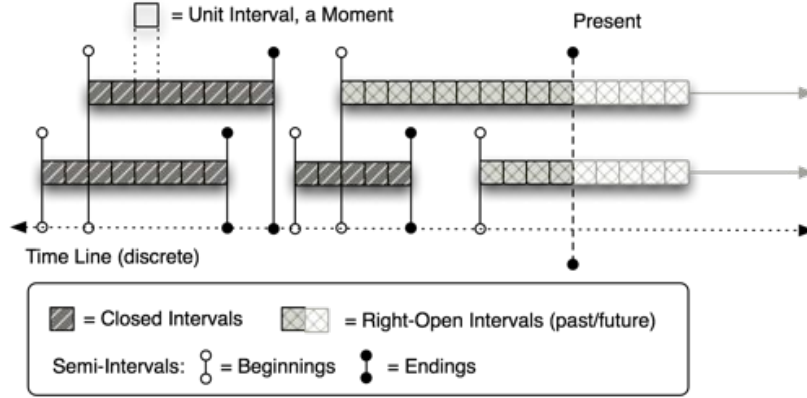 = Unit Interval, a Moment
Present
Time Line (discrete)
= Closed Intervals
= Right-Open Intervals (past/future)
Semi-Intervals:
= Beginnings
= Endings